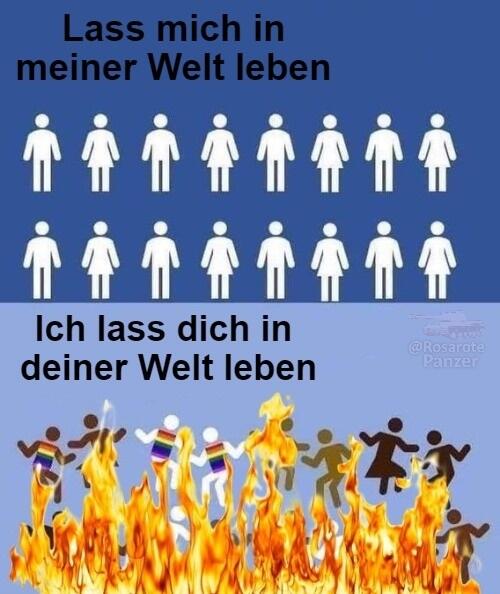 Lass mich in
meiner Welt leben
Ich lass dich in
deiner Welt leben
@Rosarote
Panzer